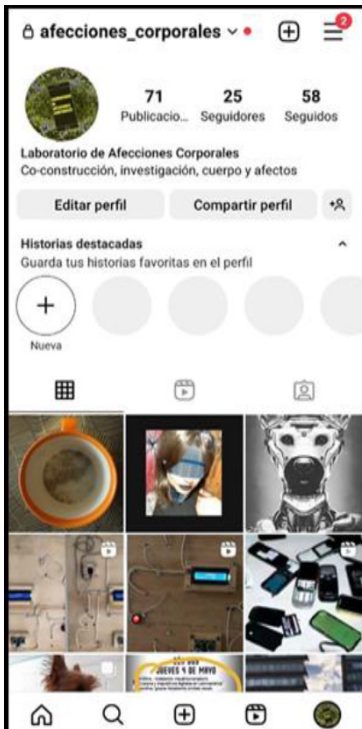 afecciones_corporales
2
71 25 58
Publicacio... Seguidores Seguidos
Laboratorio de Afecciones Corporales
Co-construcción, investigación, cuerpo y afectos
Editar perfil Compartir perfil
Historias destacadas
Guarda tus historias favoritas en el perfil
Nueva
JUEVES 4 DE MAYO